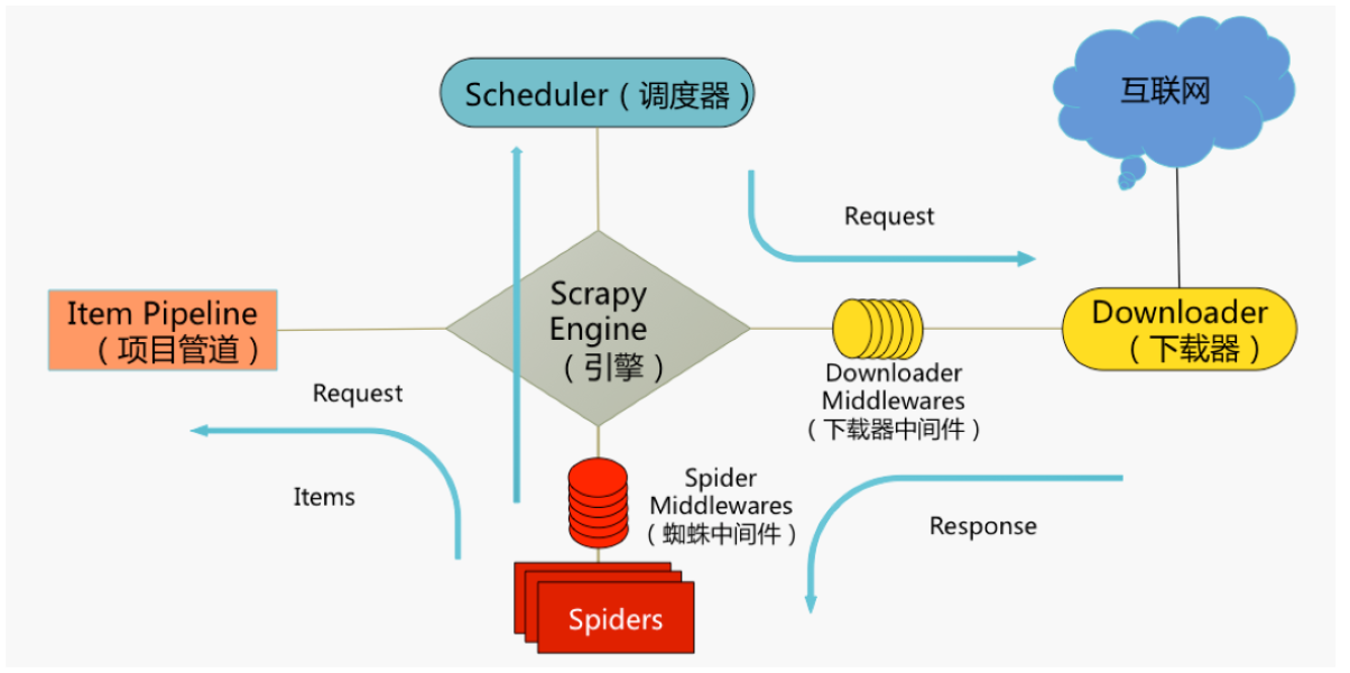 Scheduler（调度器）
互联网
Request
Item Pipeline
（项目管道）
Scrapy
Engine
（引擎）
Downloader
（下载器）
Downloader
Middlewares
（下载器中间件）
Request
Items
Spider
Middlewares
（蜘蛛中间件）
Response
Spiders